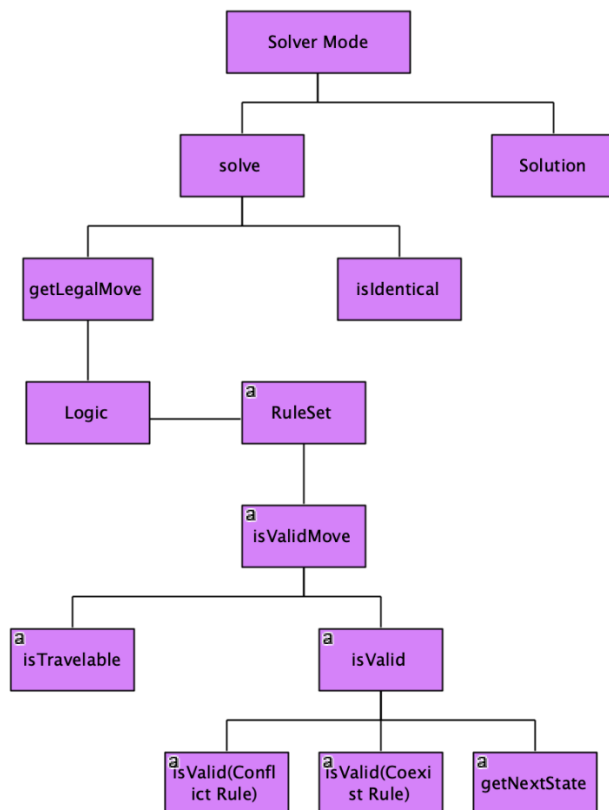 Solver Mode
solve
Solution
getLegalMove
isIdentical
Logic
a
RuleSet
a
isValidMove
a
isTravelable
a
isValid
a
isValid(Confl
ict Rule)
a
isValid(Coexi
st Rule)
a
getNextState